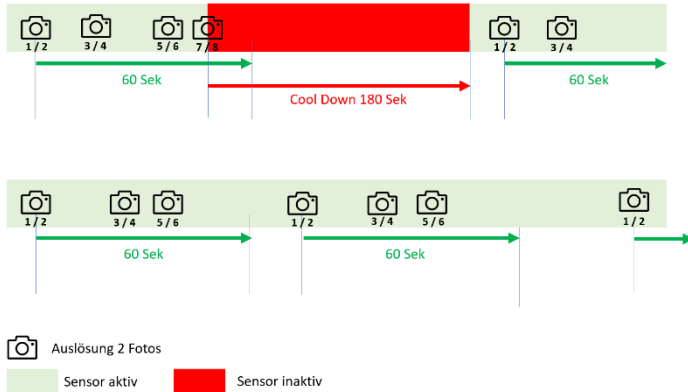 1 / 2 3 / 4 5 / 6 7 / 8 1 / 2 3 / 4
60 Sek 60 Sek
Cool Down 180 Sek
1 / 2 3 / 4 5 / 6 1 / 2 3 / 4 5 / 6 1 / 2
60 Sek 60 Sek
Auslösung 2 Fotos
Sensor aktiv Sensor inaktiv